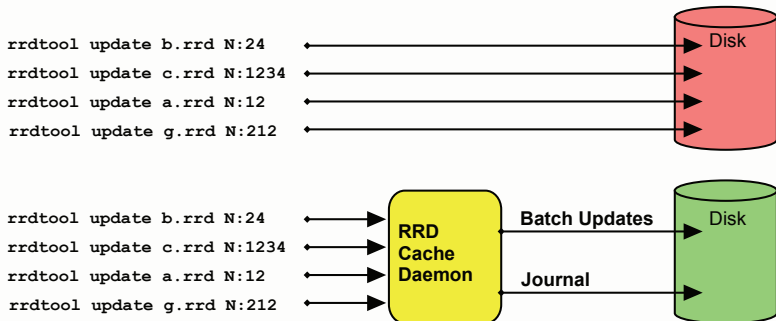 rrdtool update b.rrd N:24
rrdtool update c.rrd N:1234
rrdtool update a.rrd N:12
rrdtool update g.rrd N:212
Disk
rrdtool update b.rrd N:24
rrdtool update c.rrd N:1234
rrdtool update a.rrd N:12
rrdtool update g.rrd N:212
RRD
Cache
Daemon
Batch Updates
Journal
Disk